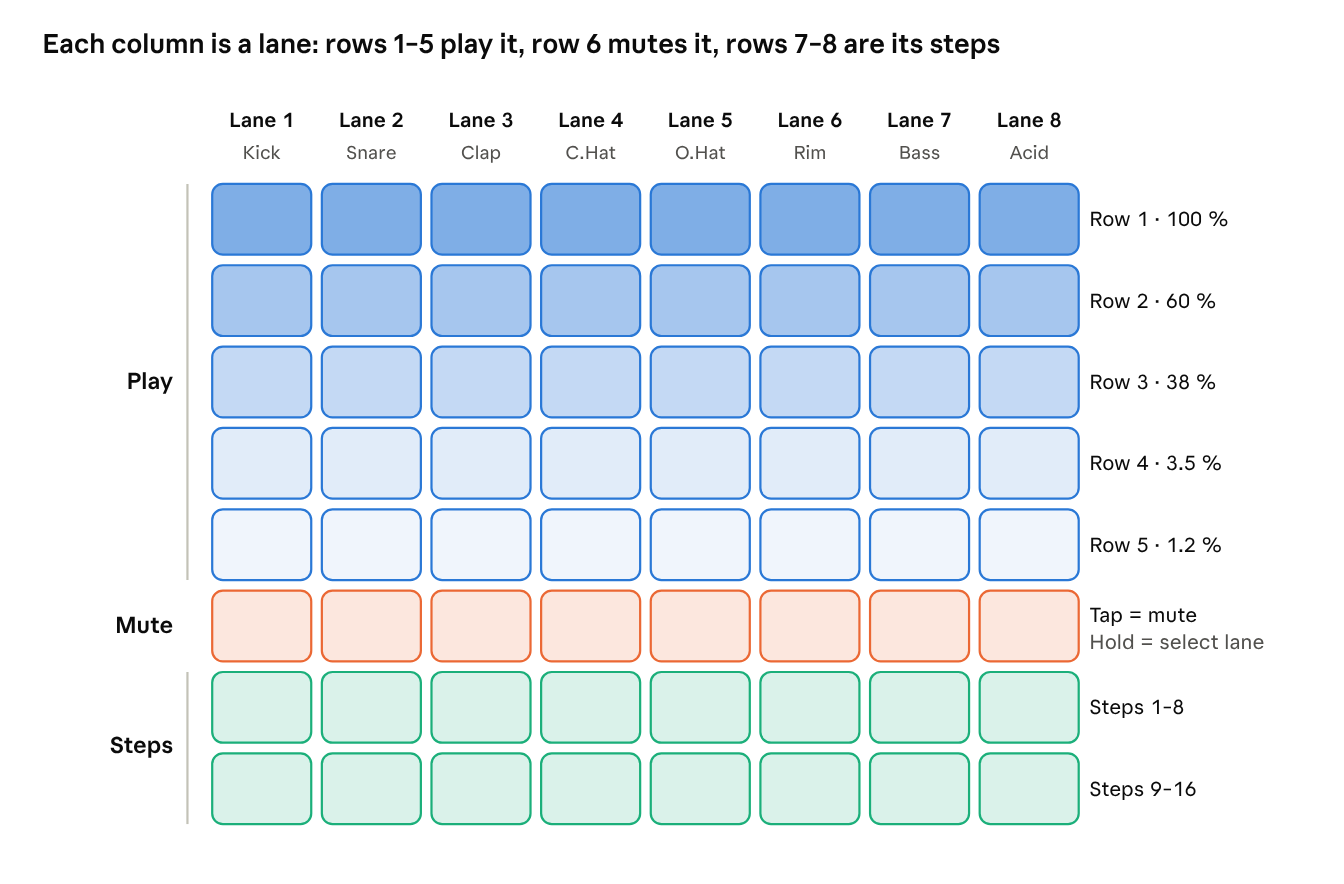 Each column is a lane: rows 1–5 play it, row 6 mutes it, rows 7–8 are its steps
Lane 1 Lane 2 Lane 3 Lane 4 Lane 5 Lane 6 Lane 7 Lane 8
Kick Snare Clap C.Hat O.Hat Rim Bass Acid
Row 1 · 100 %
Row 2 · 60 %
Play
Row 3 · 38 %
Row 4 · 3.5 %
Row 5 · 1.2 %
Mute
Tap = mute
Hold = select lane
Steps
Steps 1–8
Steps 9–16